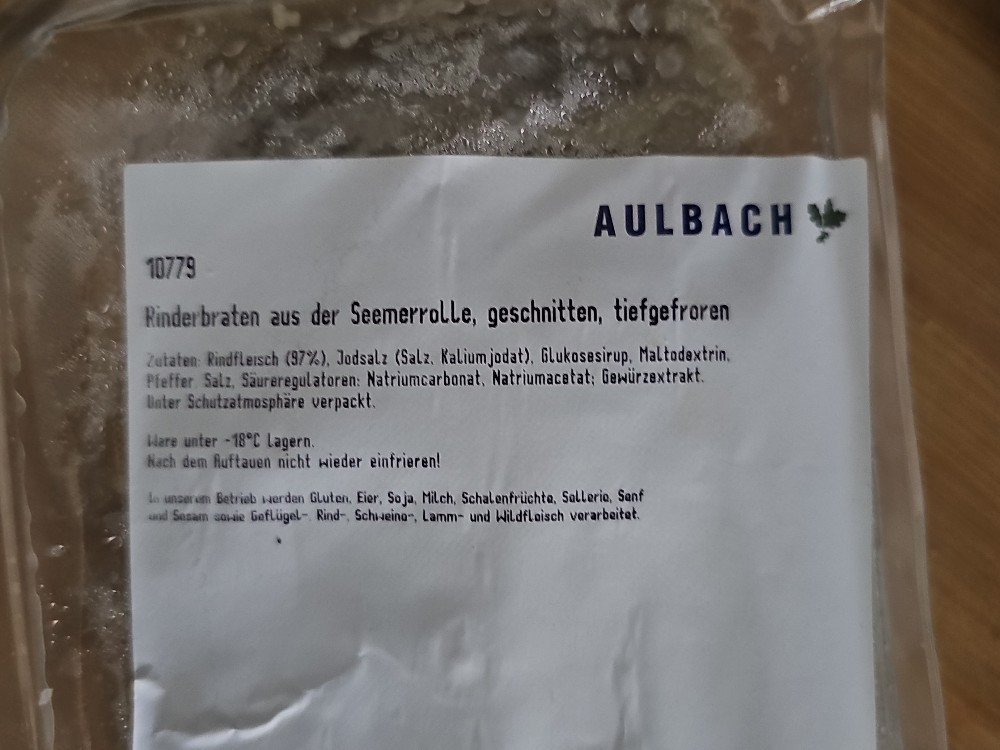 AULBACH
10779
Rinderbraten aus der Seemerrolle, geschnitten, tiefgefroren
Zutaten: Rindfleisch (97%), Jodsalz (Salz, Kaliumjodat), Glukosesirup, Maltodextrin,
Pfeffer, Salz, Säureregulatoren: Natriumcarbonat, Natriumacetat; Gewürzextrakt.
Unter Schutzatmosphäre verpackt.
Ware unter -18°C lagern.
Nach dem Auftauen nicht wieder einfrieren!
In unserem Betrieb werden Gluten, Eier, Soja, Milch, Schalenfrüchte, Sellerie, Senf
und Sesam sowie Geflügel-, Rind-, Schweine-, Lamm- und Wildfleisch verarbeitet.